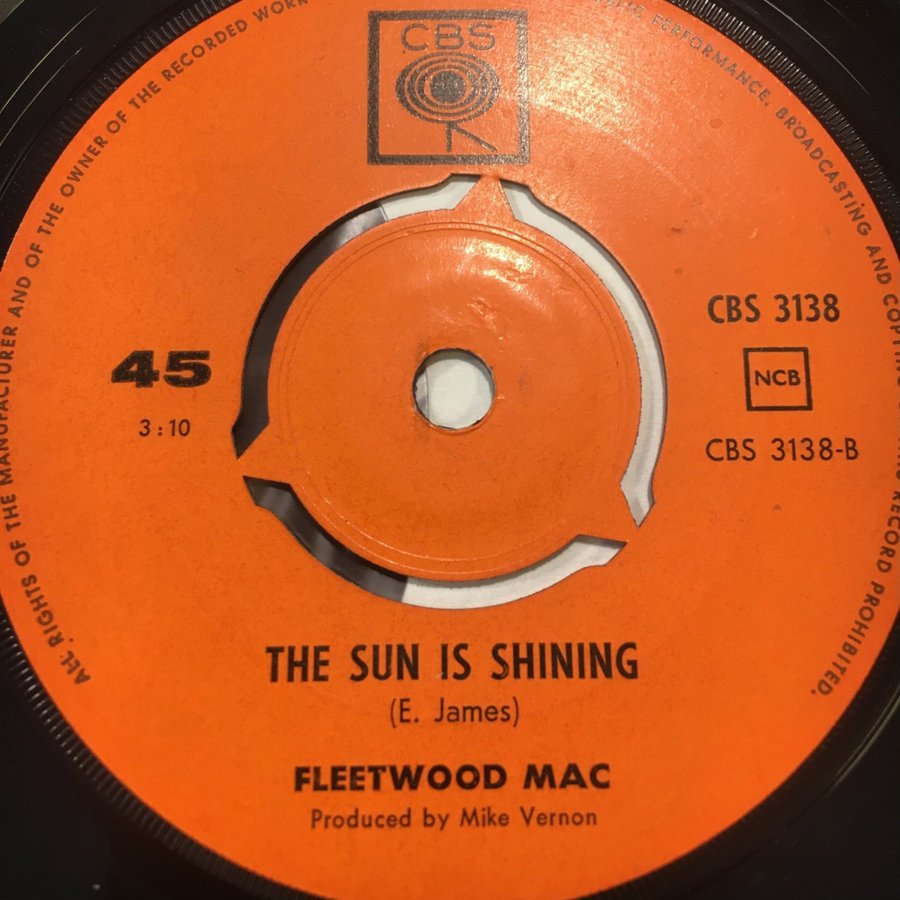 CBS
CBS 3138
45
NCB
3:10
CBS 3138-B
THE SUN IS SHINING
(E. James)
FLEETWOOD MAC
Produced by Mike Vernon
ALL RIGHTS OF THE MANUFACTURER AND OF THE OWNER OF THE RECORDED WORK
PERFORMANCE. BROADCASTING AND
RECORD PROHIBITED.